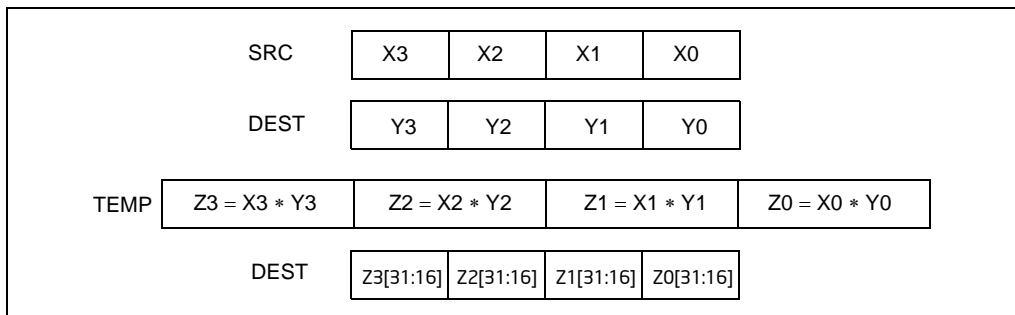 SRC X3 X2 X1 X0
DEST Y3 Y2 Y1 Y0
TEMP Z3 = X3 ∗ Y3 Z2 = X2 ∗ Y2 Z1 = X1 ∗ Y1 Z0 = X0 ∗ Y0
DEST Z3[31:16] Z2[31:16] Z1[31:16] Z0[31:16]